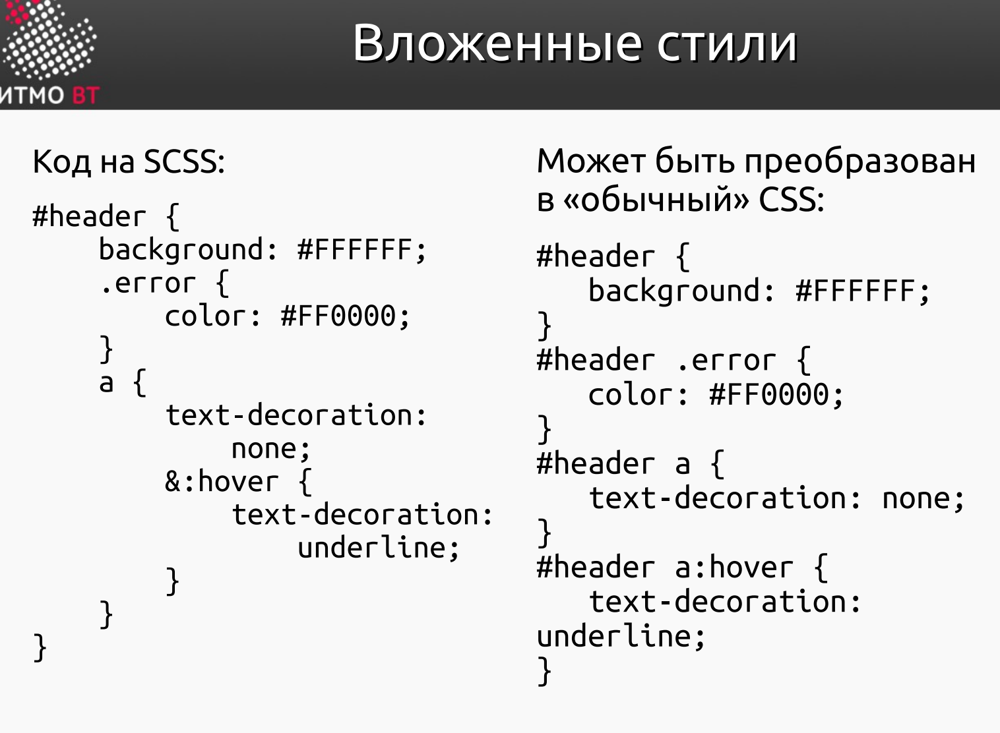 Вложенные стили
ИТМО ВТ
Код на SCSS:
#header {
background: #FFFFFF;
.error {
color: #FF0000;
}
a {
text-decoration:
none;
&:hover {
text-decoration:
underline;
}
}
}
Может быть преобразован
в «обычный» CSS:
#header {
background: #FFFFFF;
}
#header .error {
color: #FF0000;
}
#header a {
text-decoration: none;
}
#header a:hover {
text-decoration:
underline;
}